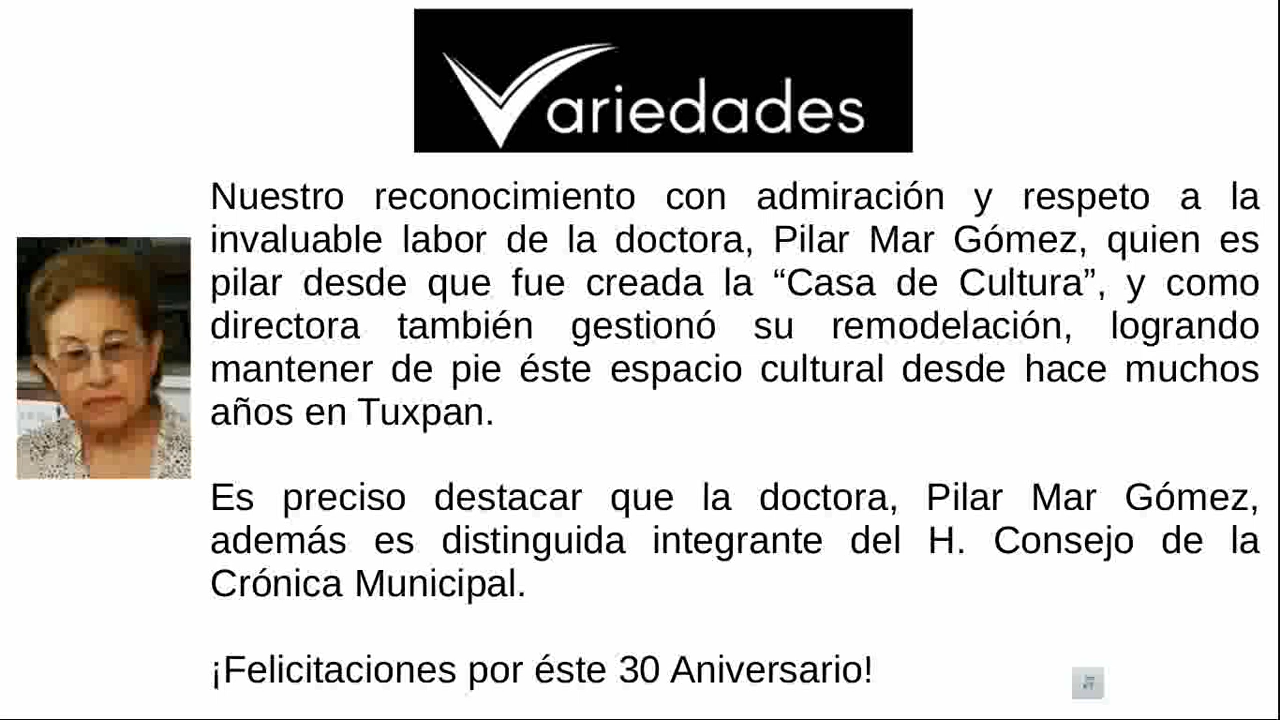 Variedades
Nuestro reconocimiento con admiración y respeto a la
invaluable labor de la doctora, Pilar Mar Gómez, quien es
pilar desde que fue creada la “Casa de Cultura”, y como
directora también gestionó su remodelación, logrando
mantener de pie éste espacio cultural desde hace muchos
años en Tuxpan.
Es preciso destacar que la doctora, Pilar Mar Gómez,
además es distinguida integrante del H. Consejo de la
Crónica Municipal.
¡Felicitaciones por éste 30 Aniversario!